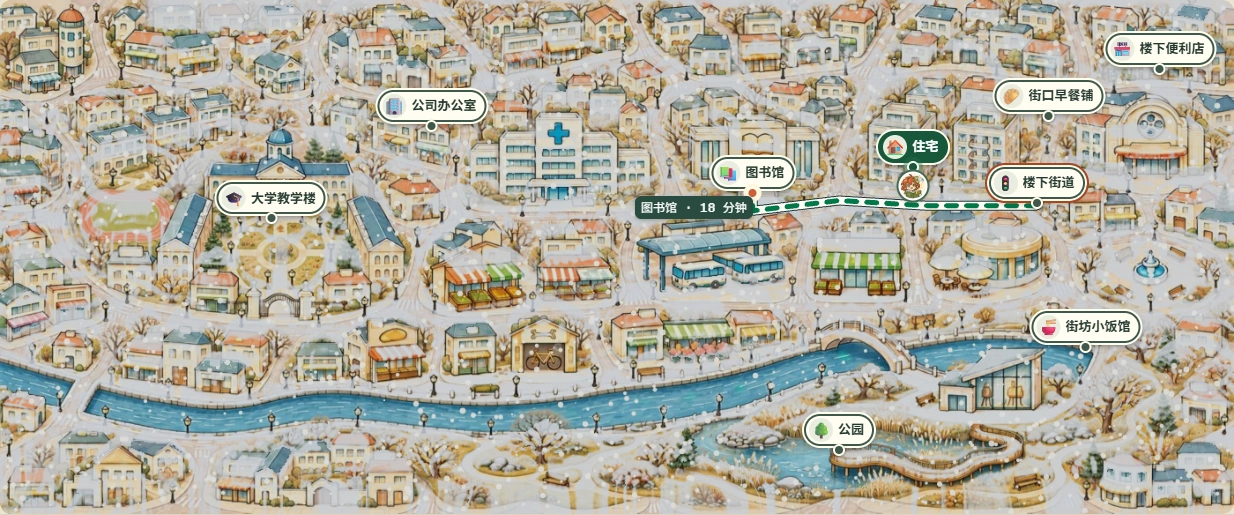 楼下便利店
街口早餐铺
公司办公室
住宅
图书馆
楼下街道
大学教学楼
图书馆 · 18 分钟
街坊小饭馆
公园